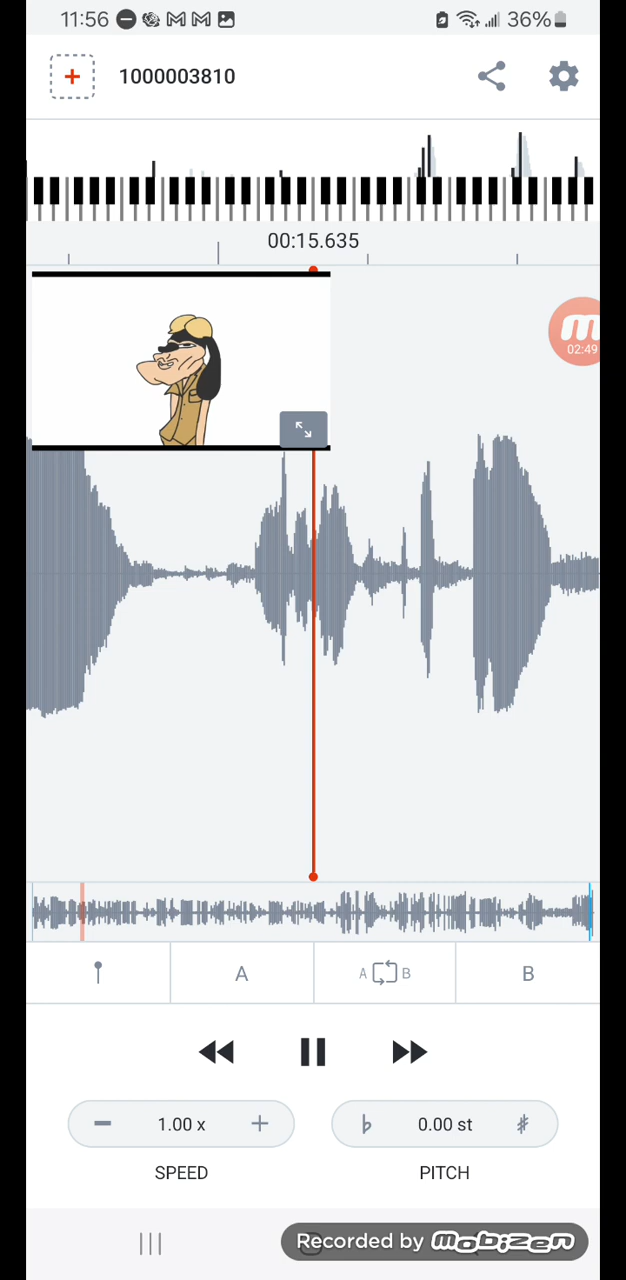 11:56
36%
1000003810
00:15.635
02:49
A
A B
B
1.00 x
0.00 st
SPEED
PITCH
Recorded by mobizen